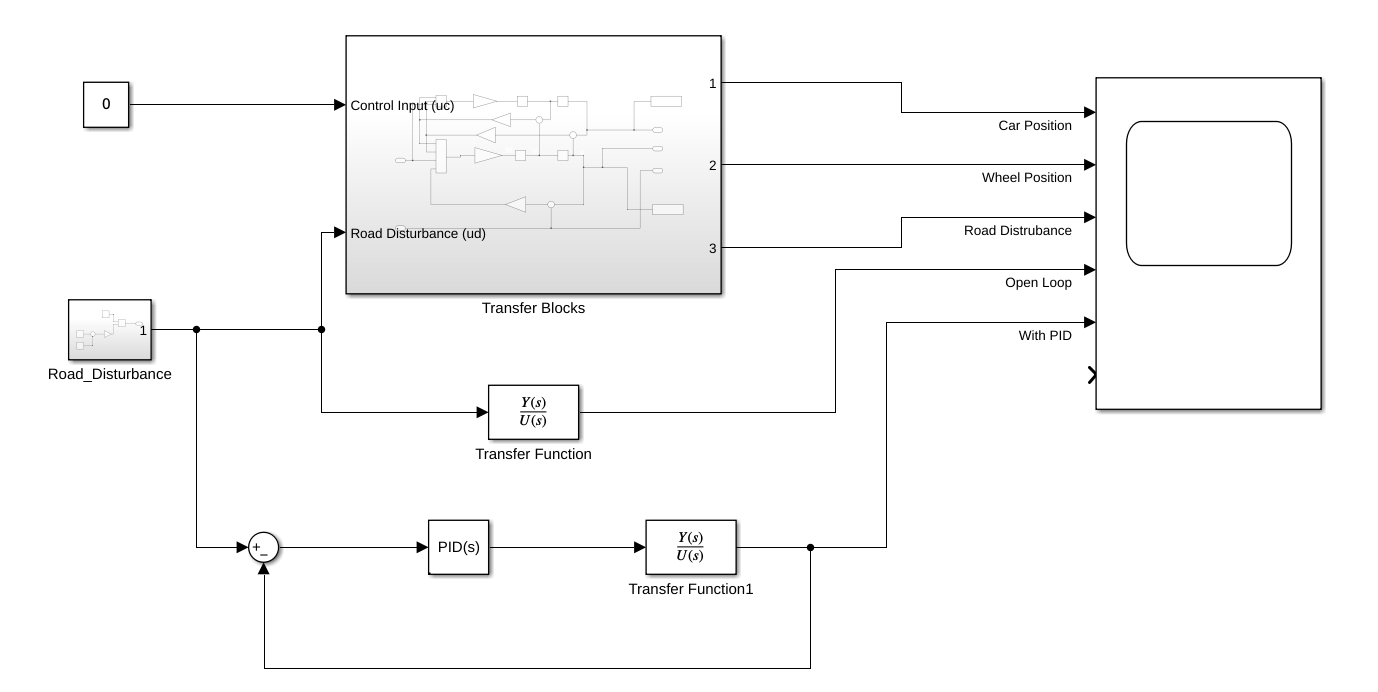 0
Control Input (uc)
Road Disturbance (ud)
1
2
3
Transfer Blocks
Car Position
Wheel Position
Road Distrubance
Open Loop
With PID
1
Road_Disturbance
Y(s)
U(s)
Transfer Function
+
_
PID(s)
Y(s)
U(s)
Transfer Function1